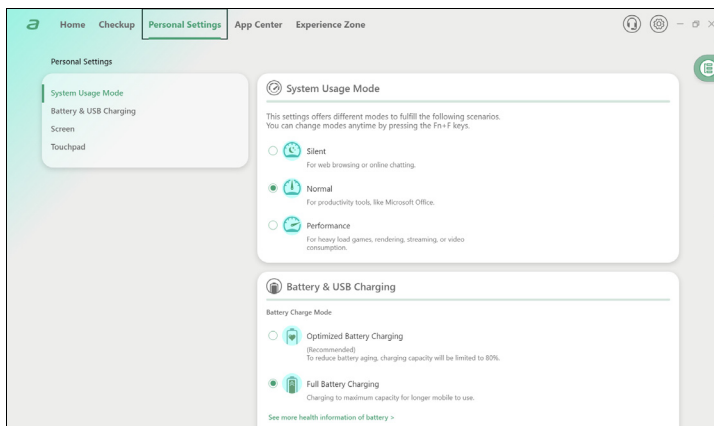 a
Home Checkup Personal Settings App Center Experience Zone
Personal Settings
System Usage Mode
Battery & USB Charging
Screen
Touchpad
System Usage Mode
This settings offers different modes to fulfill the following scenarios.
You can change modes anytime by pressing the Fn+F keys.
Silent
For web browsing or online chatting.
Normal
For productivity tools, like Microsoft Office.
Performance
For heavy load games, rendering, streaming, or video
consumption.
Battery & USB Charging
Battery Charge Mode
Optimized Battery Charging
(Recommended)
To reduce battery aging, charging capacity will be limited to 80%.
Full Battery Charging
Charging to maximum capacity for longer mobile to use.
See more health information of battery >